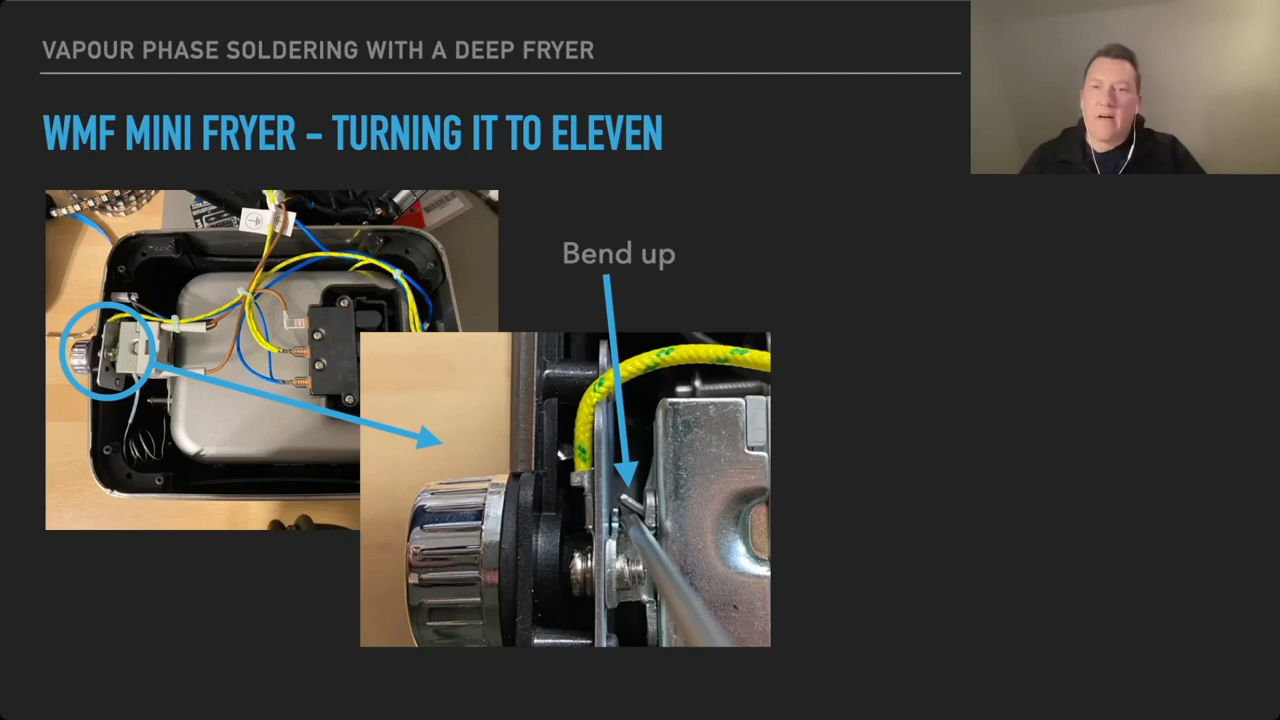 VAPOUR PHASE SOLDERING WITH A DEEP FRYER
WMF MINI FRYER - TURNING IT TO ELEVEN
Bend up